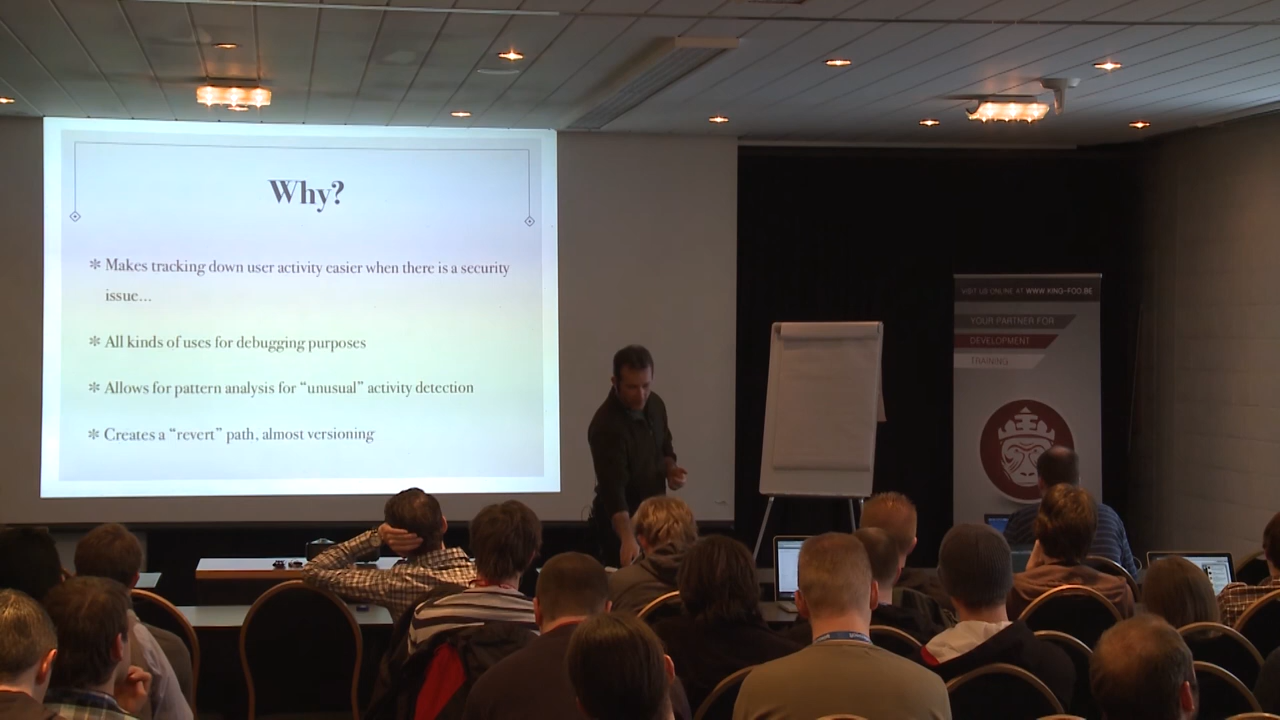 Why?
✻ Makes tracking down user activity easier when there is a security
issue...
✻ All kinds of uses for debugging purposes
✻ Allows for pattern analysis for “unusual” activity detection
✻ Creates a “revert” path, almost versioning
VISIT US ONLINE AT WWW.KING-FOO.BE
YOUR PARTNER FOR
DEVELOPMENT
TRAINING